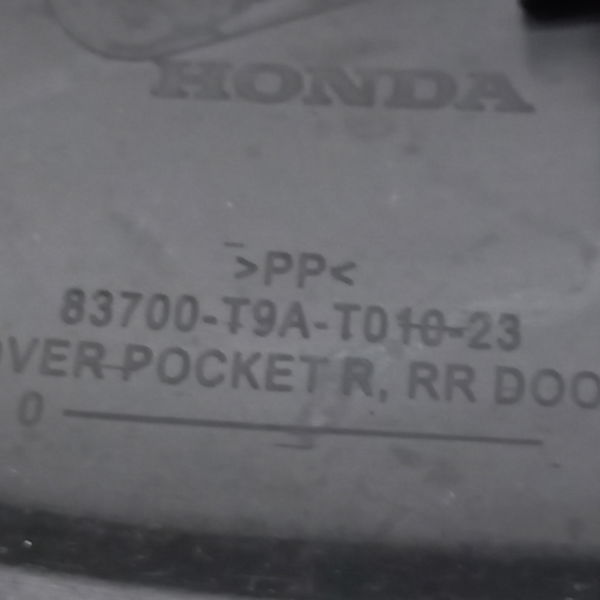 HONDA
>PP<
83700-T9A-T010-23
OVER POCKET R, RR DOO
0